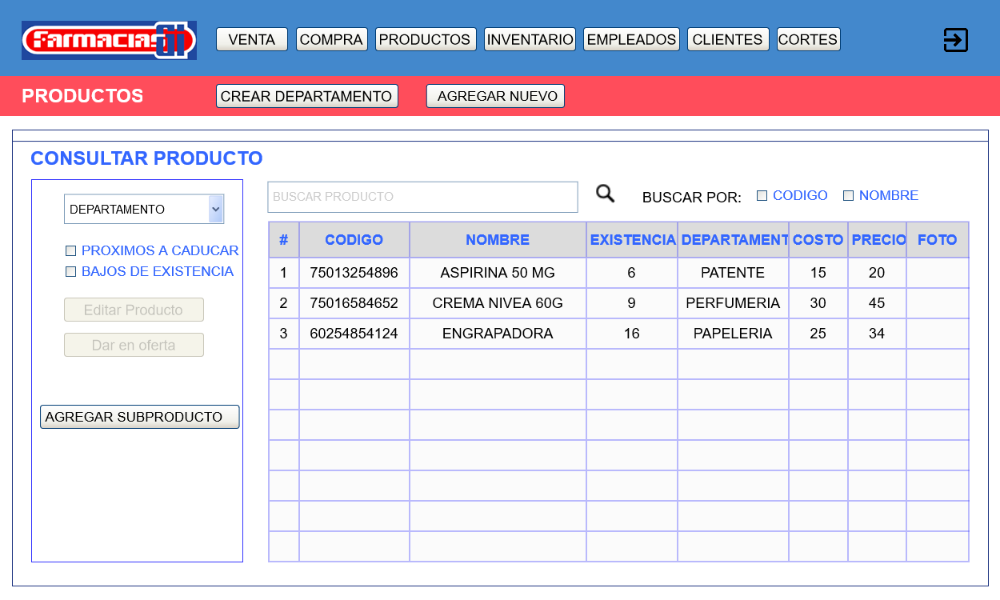 Farmacias GI
VENTA COMPRA PRODUCTOS INVENTARIO EMPLEADOS CLIENTES CORTES
PRODUCTOS CREAR DEPARTAMENTO AGREGAR NUEVO
CONSULTAR PRODUCTO
DEPARTAMENTO
PROXIMOS A CADUCAR
BAJOS DE EXISTENCIA
Editar Producto
Dar en oferta
AGREGAR SUBPRODUCTO
BUSCAR PRODUCTO BUSCAR POR: CODIGO NOMBRE
# CODIGO NOMBRE EXISTENCIA DEPARTAMENT COSTO PRECIO FOTO
1 75013254896 ASPIRINA 50 MG 6 PATENTE 15 20
2 75016584652 CREMA NIVEA 60G 9 PERFUMERIA 30 45
3 60254854124 ENGRAPADORA 16 PAPELERIA 25 34